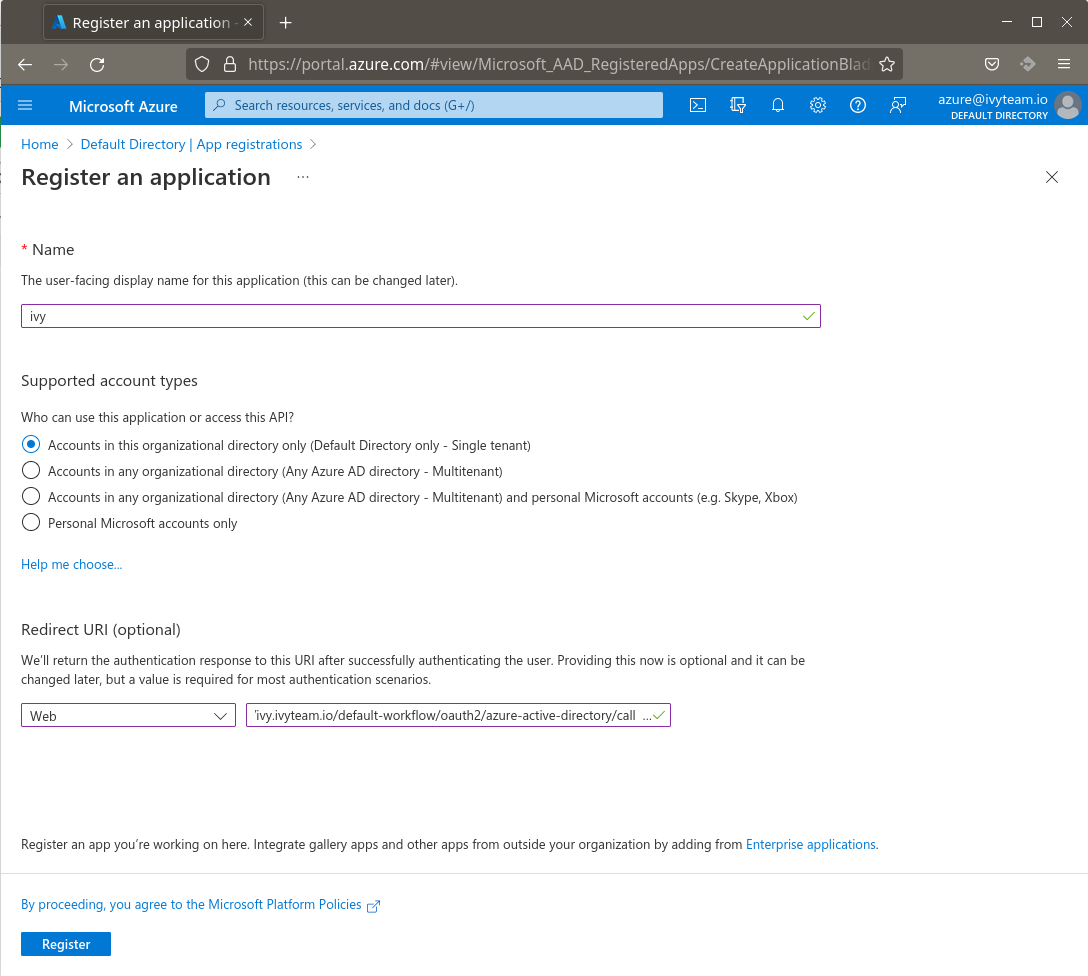 Register an application -
https://portal.azure.com/#view/Microsoft_AAD_RegisteredApps/CreateApplicationBlad
Microsoft Azure
Search resources, services, and docs (G+/)
azure@ivyteam.io
DEFAULT DIRECTORY
Home > Default Directory | App registrations >
Register an application ...
* Name
The user-facing display name for this application (this can be changed later).
ivy
Supported account types
Who can use this application or access this API?
Accounts in this organizational directory only (Default Directory only - Single tenant)
Accounts in any organizational directory (Any Azure AD directory - Multitenant)
Accounts in any organizational directory (Any Azure AD directory - Multitenant) and personal Microsoft accounts (e.g. Skype, Xbox)
Personal Microsoft accounts only
Help me choose...
Redirect URI (optional)
We'll return the authentication response to this URI after successfully authenticating the user. Providing this now is optional and it can be
changed later, but a value is required for most authentication scenarios.
Web
ivy.ivyteam.io/default-workflow/oauth2/azure-active-directory/call ...
Register an app you're working on here. Integrate gallery apps and other apps from outside your organization by adding from Enterprise applications.
By proceeding, you agree to the Microsoft Platform Policies
Register